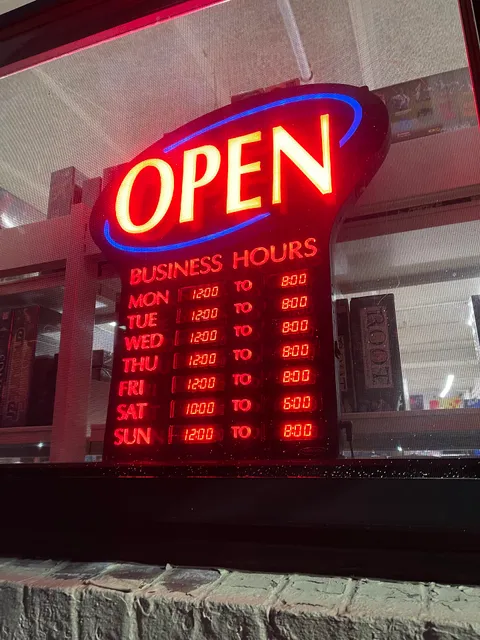 OPEN
BUSINESS HOURS
MON 12:00 TO 8:00
TUE 12:00 TO 8:00
WED 12:00 TO 8:00
THU 12:00 TO 8:00
FRI 12:00 TO 8:00
SAT 10:00 TO 6:00
SUN 12:00 TO 8:00
ROOT